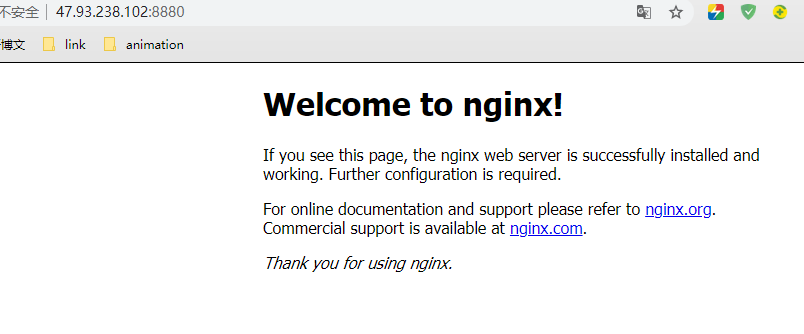 不安全 47.93.238.102:8880
博文 link animation
Welcome to nginx!
If you see this page, the nginx web server is successfully installed and
working. Further configuration is required.
For online documentation and support please refer to nginx.org.
Commercial support is available at nginx.com.
Thank you for using nginx.